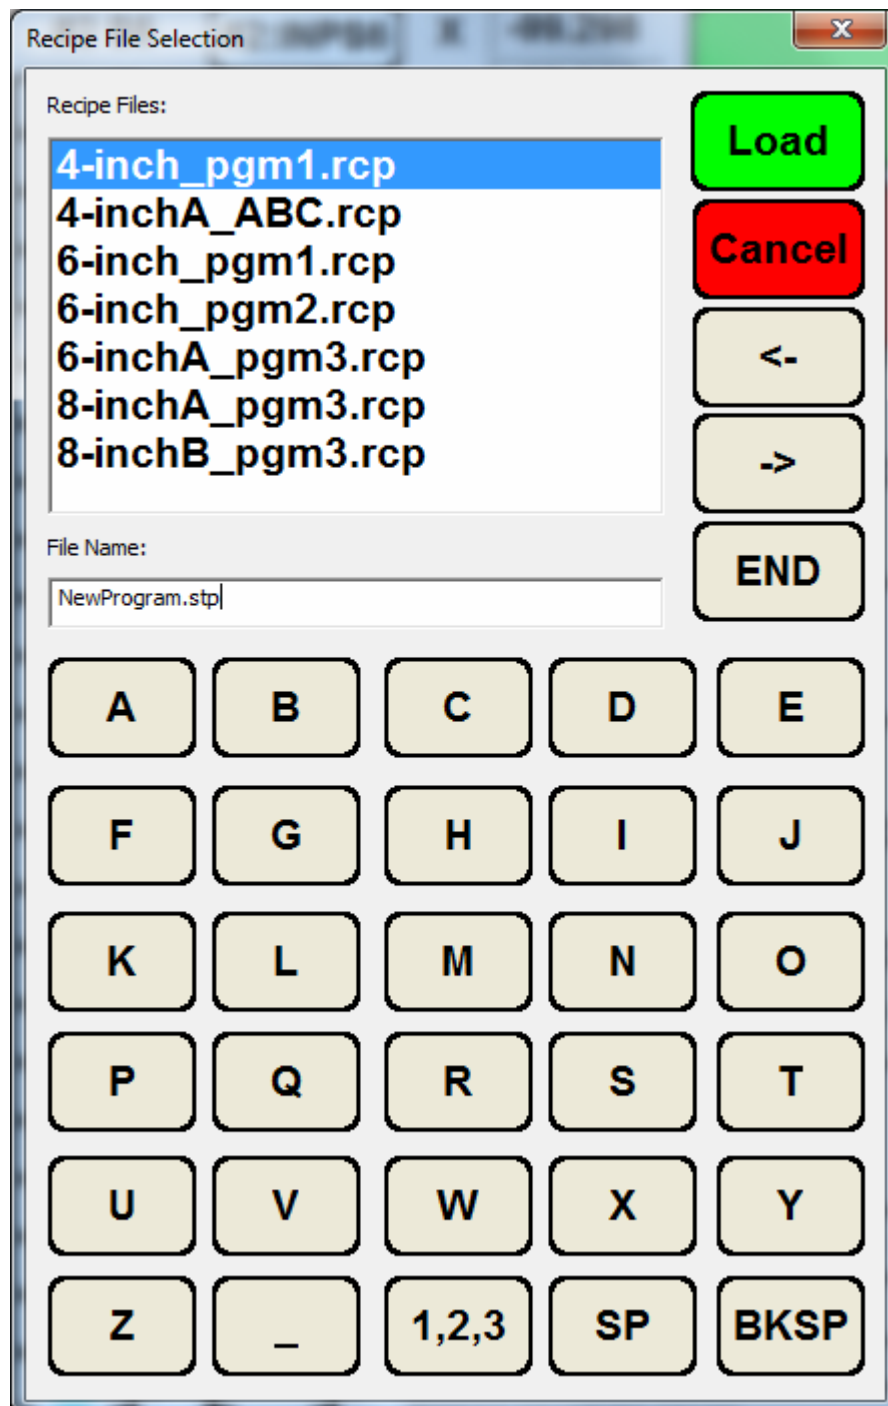 Recipe File Selection
Recipe Files:
4-inch_pgm1.rcp
4-inchA_ABC.rcp
6-inch_pgm1.rcp
6-inch_pgm2.rcp
6-inchA_pgm3.rcp
8-inchA_pgm3.rcp
8-inchB_pgm3.rcp
Load
Cancel
<-
->
END
File Name:
NewProgram.stp
A B C D E
F G H I J
K L M N O
P Q R S T
U V W X Y
Z _ 1,2,3 SP BKSP